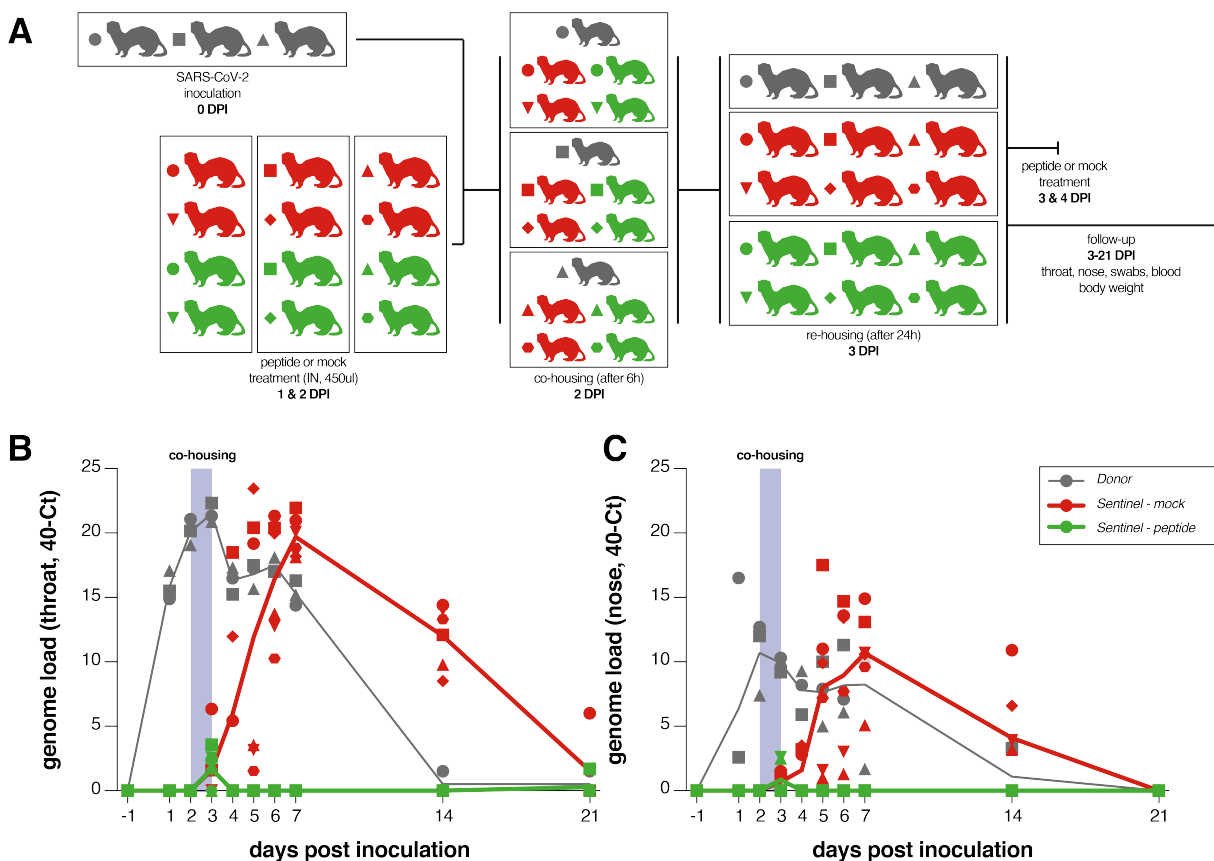 A
SARS-CoV-2
inoculation
0 DPI
peptide or mock
treatment (IN, 450ul)
1 & 2 DPI
co-housing (after 6h)
2 DPI
re-housing (after 24h)
3 DPI
peptide or mock
treatment
3 & 4 DPI
follow-up
3-21 DPI
throat, nose, swabs, blood
body weight
B
co-housing
genome load (throat, 40-Ct)
25
20
15
10
5
0
-1 1 2 3 4 5 6 7 14 21
days post inoculation
C
co-housing
genome load (nose, 40-Ct)
25
20
15
10
5
0
-1 1 2 3 4 5 6 7 14 21
days post inoculation
Donor
Sentinel - mock
Sentinel - peptide